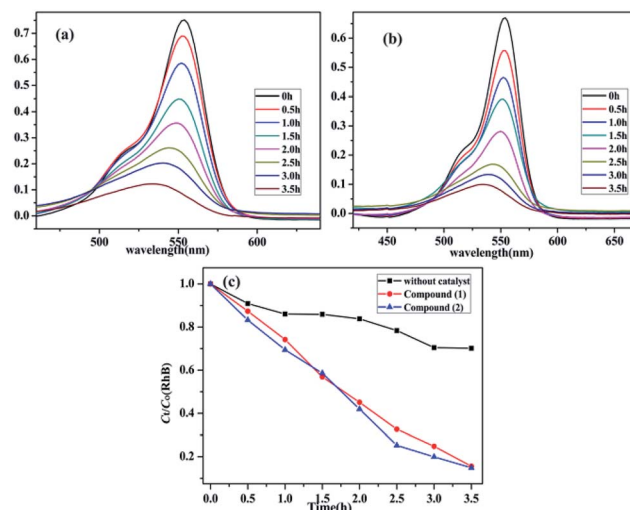 (a)
0.7
0.6
0.5
0.4
0.3
0.2
0.1
0.0
0h
0.5h
1.0h
1.5h
2.0h
2.5h
3.0h
3.5h
500 550 600
wavelength(nm)
(b)
0.7
0.6
0.5
0.4
0.3
0.2
0.1
0.0
0h
0.5h
1.0h
1.5h
2.0h
2.5h
3.0h
3.5h
450 500 550 600 650
wavelength(nm)
(c)
without catalyst
Compound (1)
Compound (2)
Ct/Co(RhB)
1.0
0.8
0.6
0.4
0.2
0.0 0.5 1.0 1.5 2.0 2.5 3.0 3.5
Time(h)